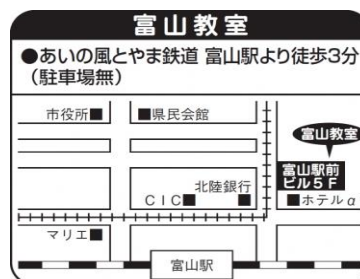 富山教室
●あいの風とやま鉄道 富山駅より徒歩3分
（駐車場無）
市役所■ ■県民会館
富山教室
富山駅前
ビル5F
北陸銀行
CIC■ ■ ■ホテルα
マリエ■
富山駅